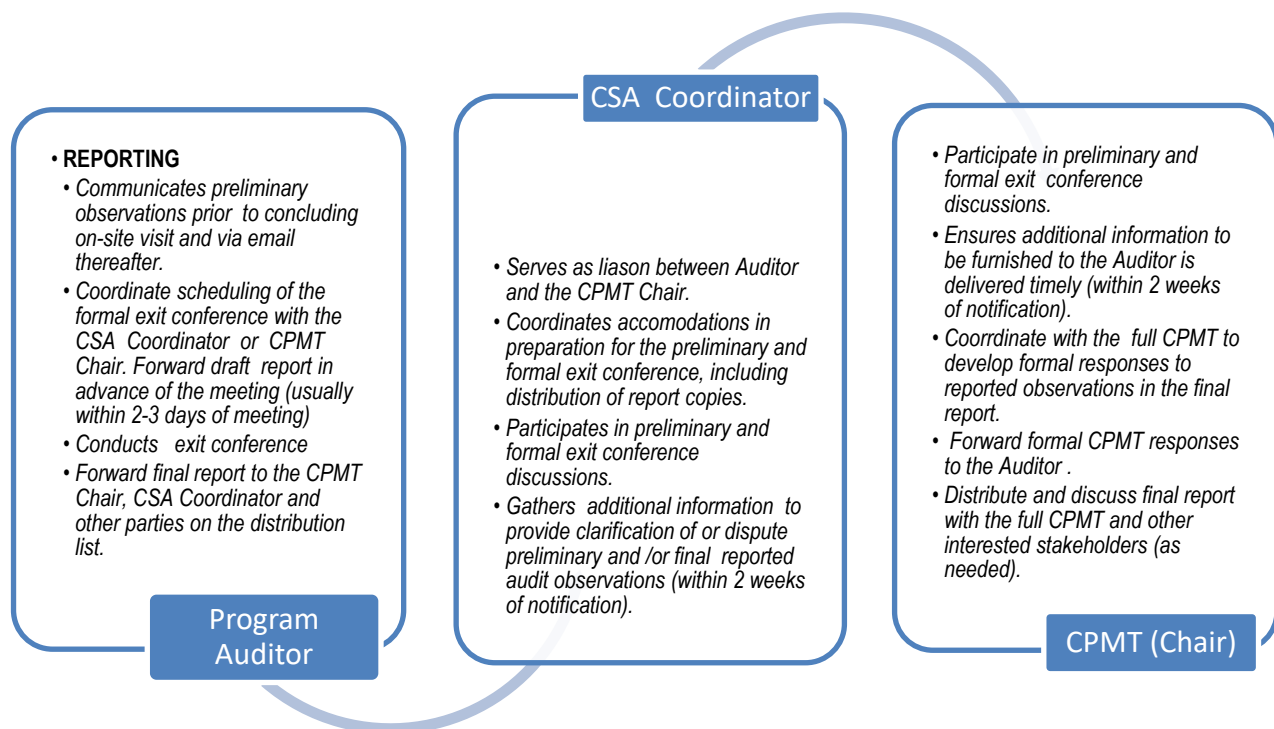 • REPORTING
• Communicates preliminary
observations prior to concluding
on-site visit and via email
thereafter.
• Coordinate scheduling of the
formal exit conference with the
CSA Coordinator or CPMT
Chair. Forward draft report in
advance of the meeting (usually
within 2-3 days of meeting)
• Conducts exit conference
• Forward final report to the CPMT
Chair, CSA Coordinator and
other parties on the distribution
list.
Program
Auditor
CSA Coordinator
• Serves as liason between Auditor
and the CPMT Chair.
• Coordinates accomodations in
preparation for the preliminary and
formal exit conference, including
distribution of report copies.
• Participates in preliminary and
formal exit conference
discussions.
• Gathers additional information to
provide clarification of or dispute
preliminary and /or final reported
audit observations (within 2 weeks
of notification).
• Participate in preliminary and
formal exit conference
discussions.
• Ensures additional information to
be furnished to the Auditor is
delivered timely (within 2 weeks
of notification).
• Coorrdinate with the full CPMT to
develop formal responses to
reported observations in the final
report.
• Forward formal CPMT responses
to the Auditor .
• Distribute and discuss final report
with the full CPMT and other
interested stakeholders (as
needed).
CPMT (Chair)